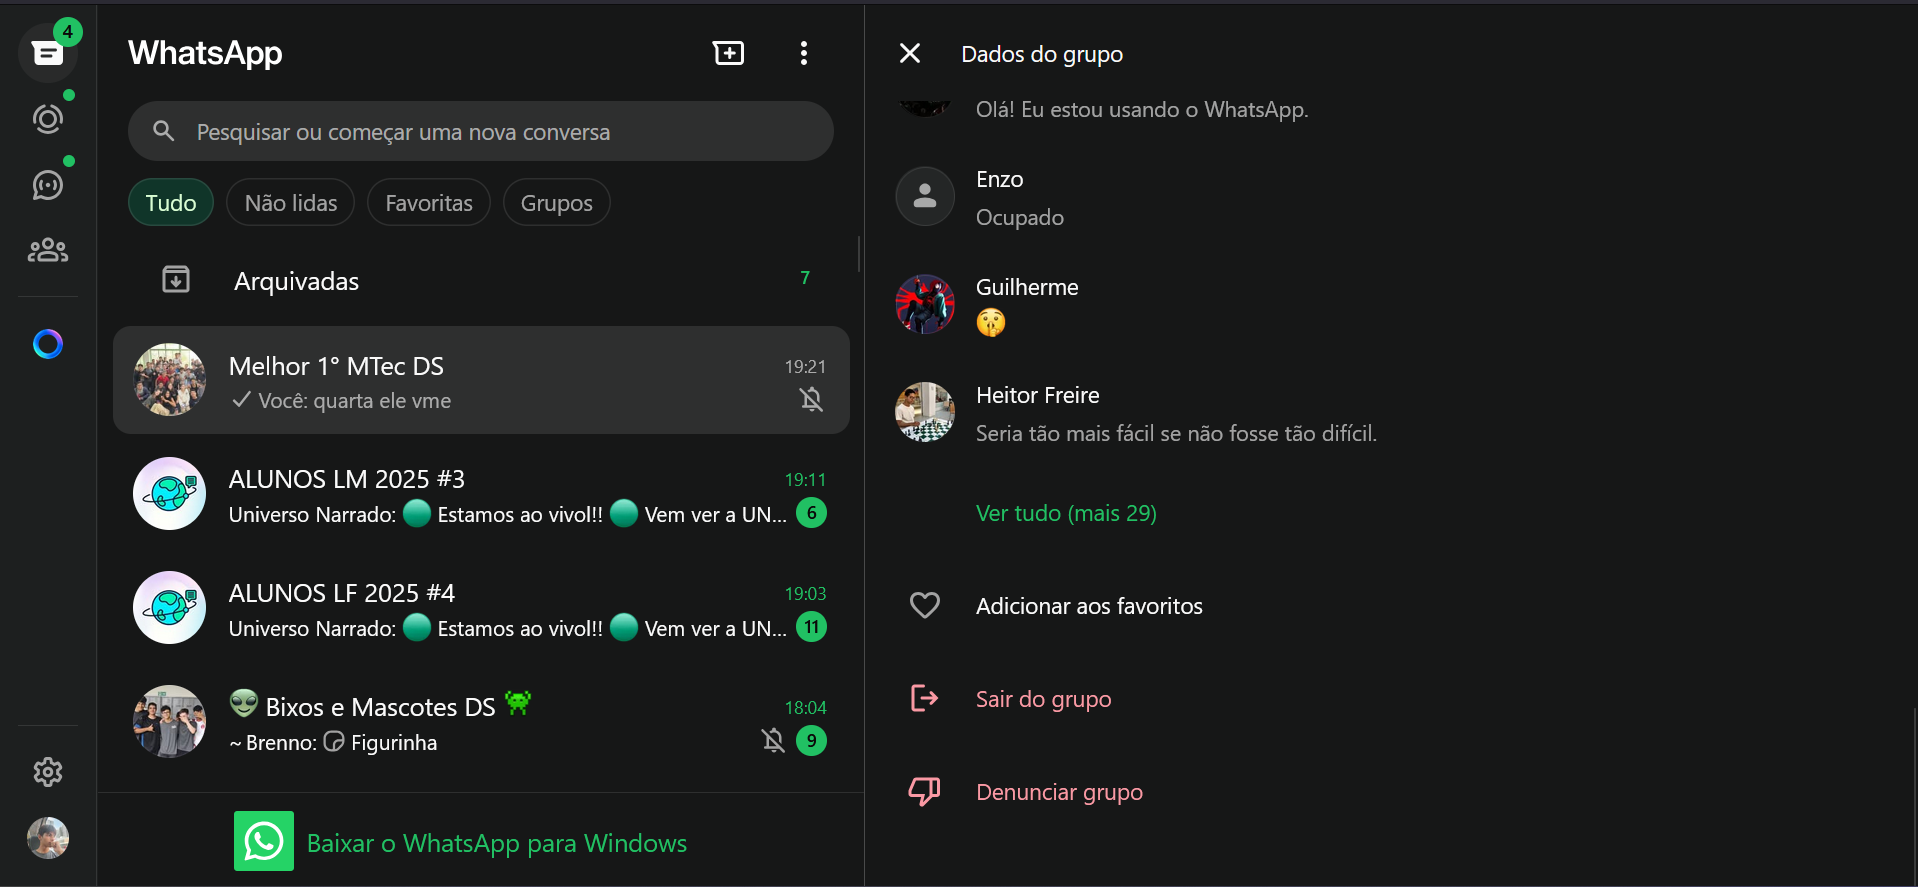 4
WhatsApp
Pesquisar ou começar uma nova conversa
Tudo
Não lidas
Favoritas
Grupos
Arquivadas
7
Melhor 1° MTec DS
19:21
Você: quarta ele vme
ALUNOS LM 2025 #3
19:11
Universo Narrado: 🟢 Estamos ao vivol!! 🟢 Vem ver a UN...
6
ALUNOS LF 2025 #4
19:03
Universo Narrado: 🟢 Estamos ao vivol!! 🟢 Vem ver a UN...
11
👽 Bixos e Mascotes DS 👾
18:04
~ Brenno: Figurinha
9
Baixar o WhatsApp para Windows
Dados do grupo
Olá! Eu estou usando o WhatsApp.
Enzo
Ocupado
Guilherme
🤫
Heitor Freire
Seria tão mais fácil se não fosse tão difícil.
Ver tudo (mais 29)
Adicionar aos favoritos
Sair do grupo
Denunciar grupo